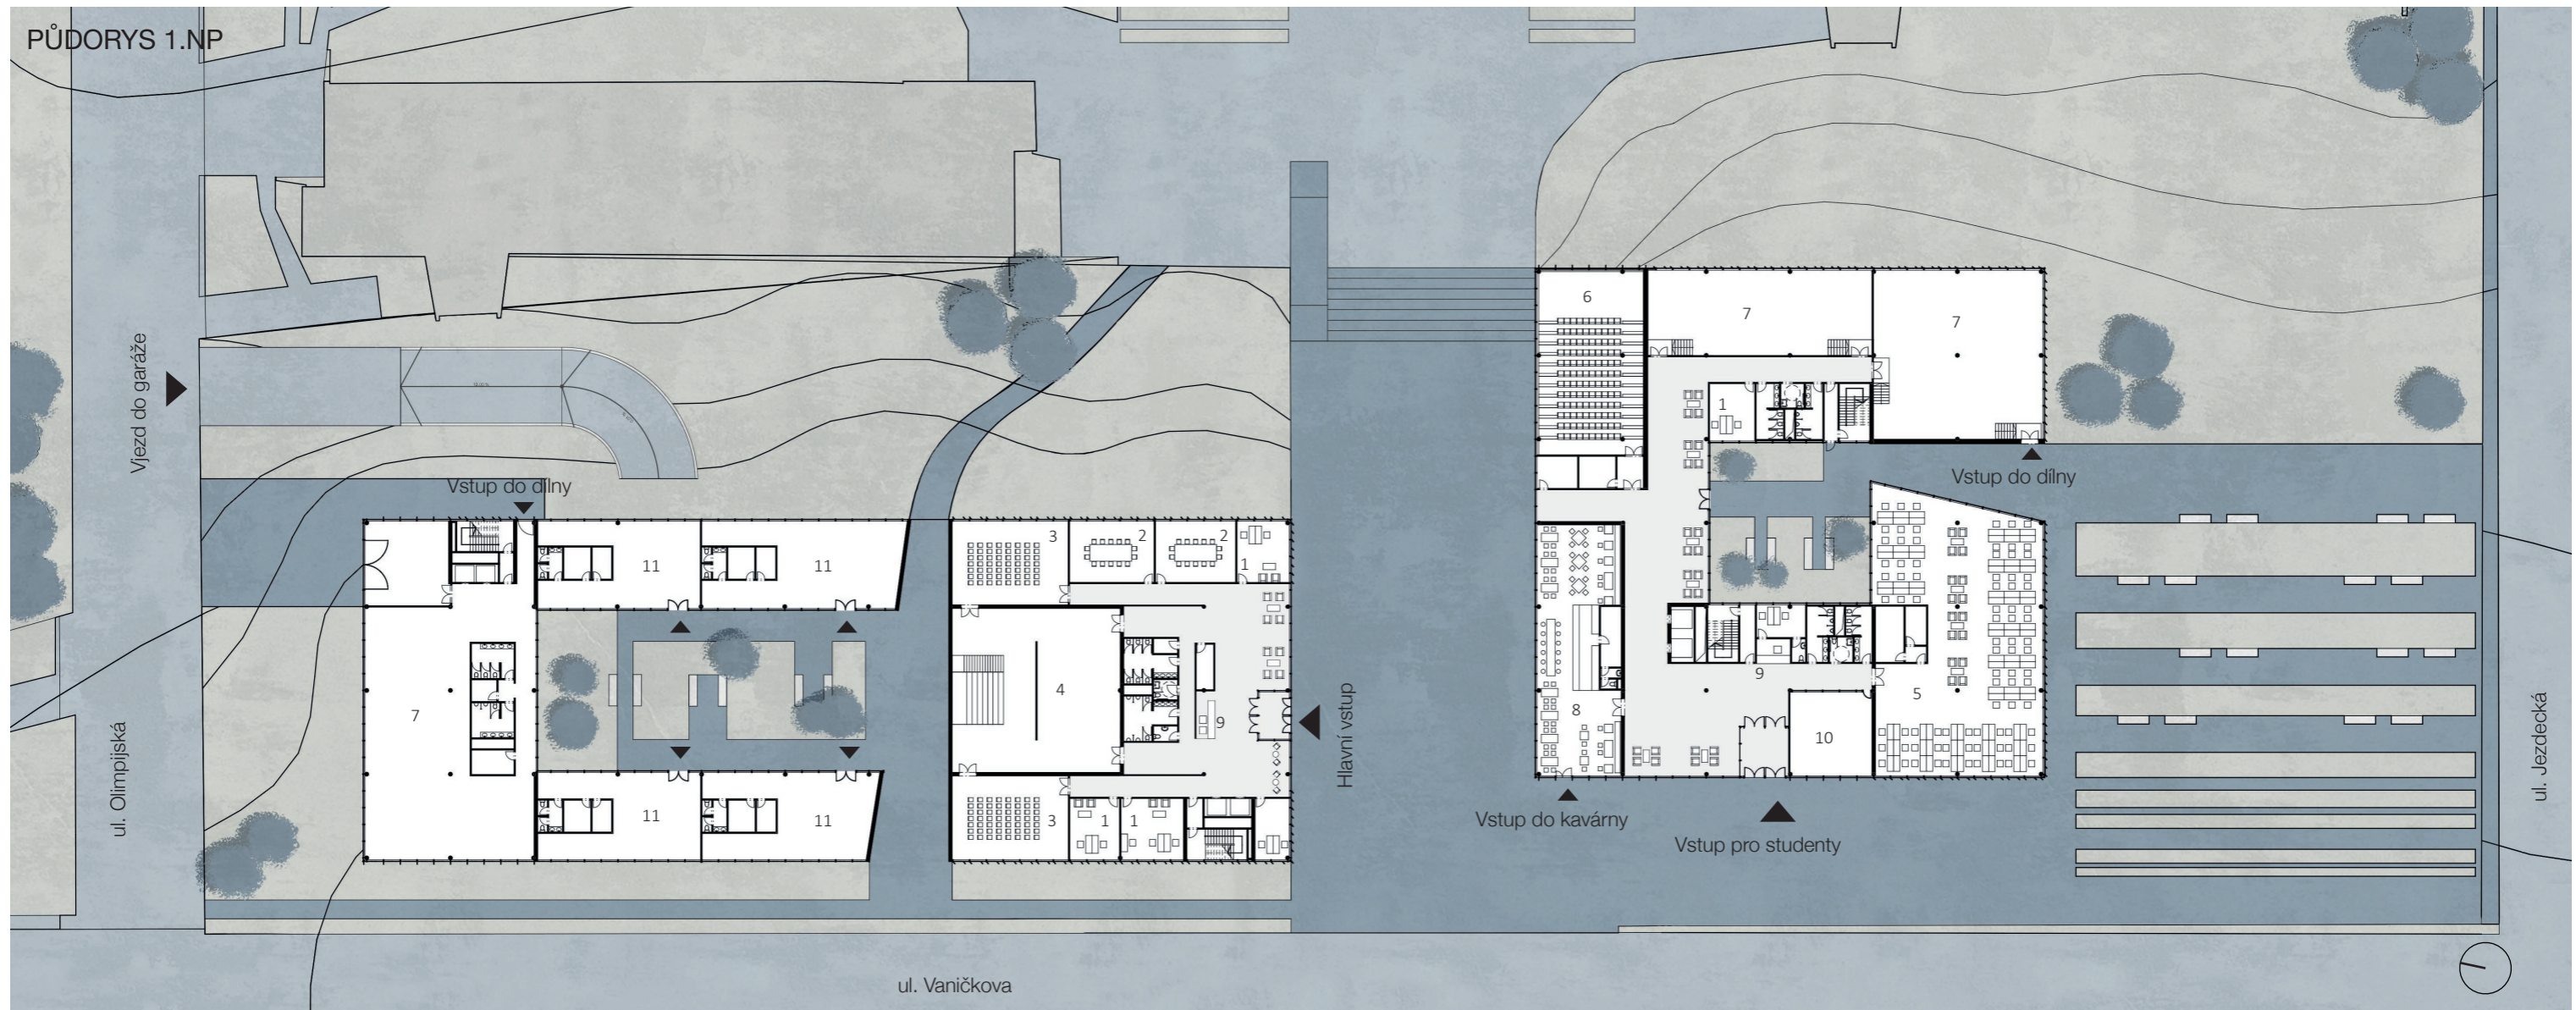 PŮDORYS 1.NP
6
7
7
Vjezd do garáže
1
Vstup do dílny
Vstup do dílny
3
2
2
1
11
11
4
9
7
9
5
8
10
Hlavní vstup
ul. Olimpijská
ul. Jezdecká
11
11
3
1
1
Vstup do kavárny
Vstup pro studenty
ul. Vaničkova